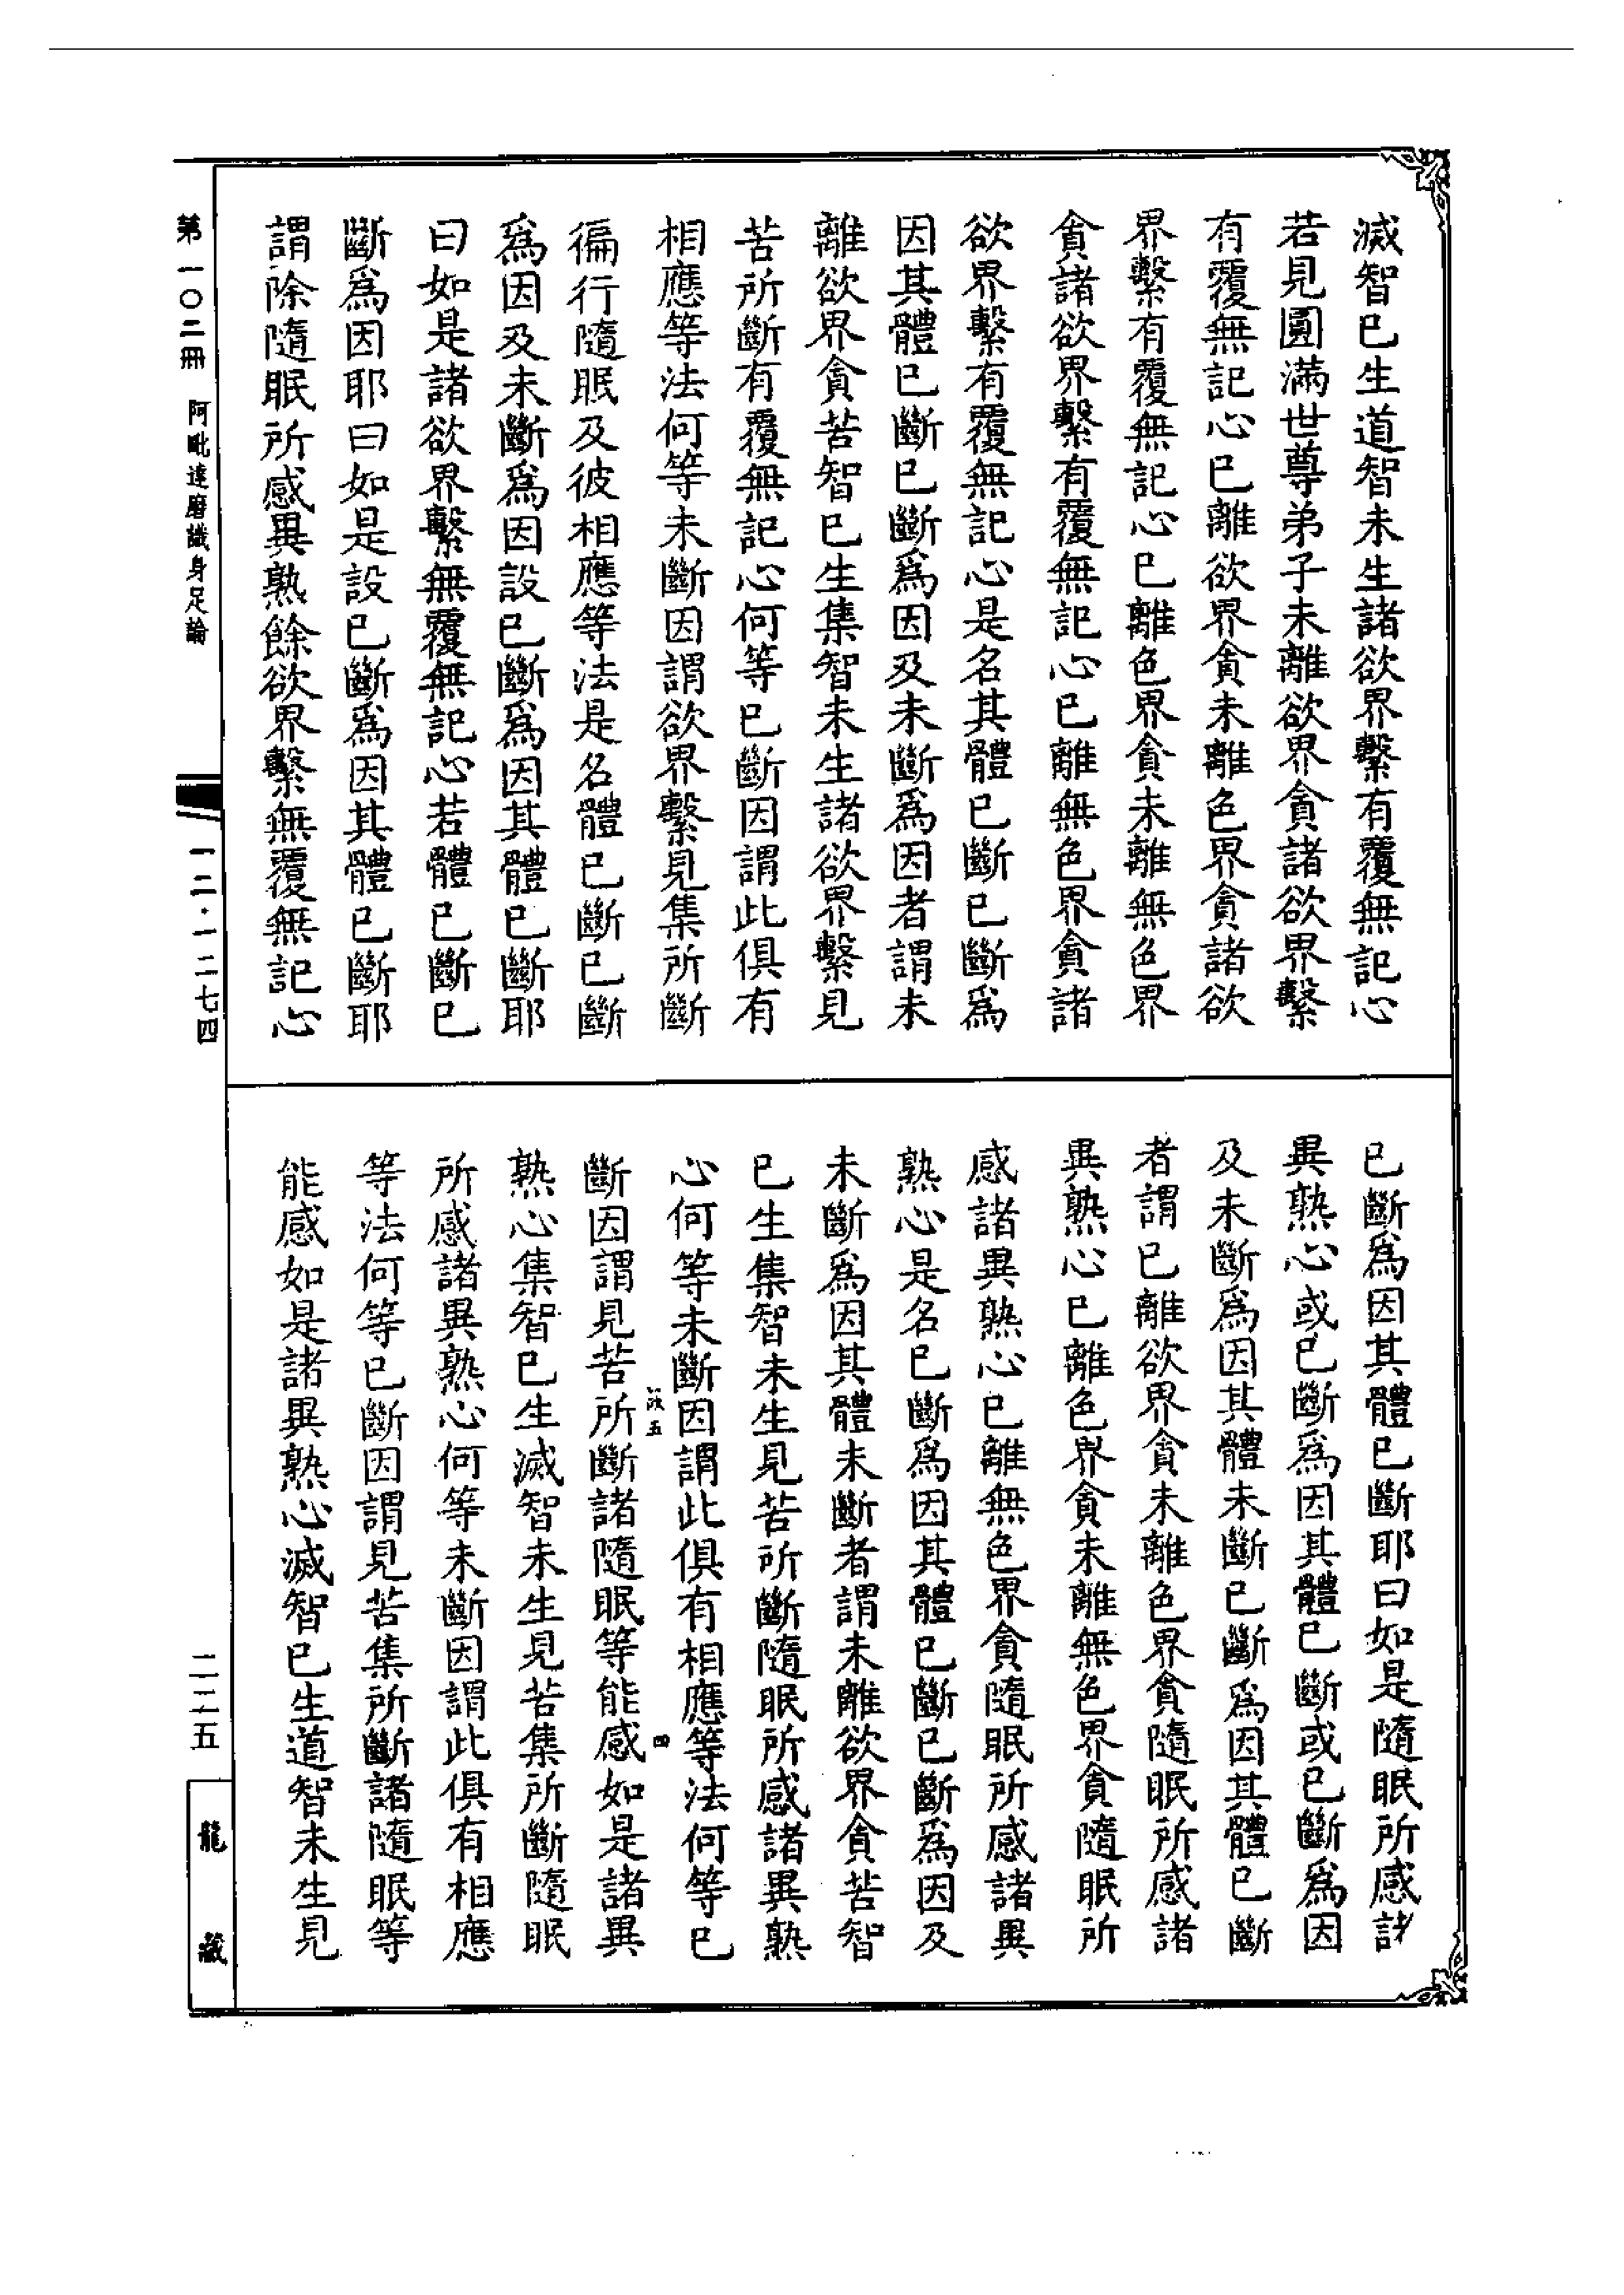 滅智已生道智未生諸欲界繫有覆無記心
若見圓滿世尊弟子未離欲界貪諸欲界繫
有覆無記心已離欲界貪未離色界貪諸欲
界繫有覆無記心已離色界貪未離無色界
貪諸欲界繫有覆無記心已離無色界貪諸
欲界繫有覆無記心是名其體已斷已斷為
因其體已斷已斷為因及未斷為因者謂未
離欲界貪苦智已生集智未生諸欲界繫見
苦所斷有覆無記心何等已斷因謂此俱有
相應等法何等未斷因謂欲界繫見集所斷
徧行隨眠及彼相應等法是名體已斷已斷
為因及未斷為因設已斷為因其體已斷耶
曰如是諸欲界繫無覆無記心若體已斷已
斷為因耶曰如是設已斷為因其體已斷耶
謂除隨眠所感異熟餘欲界繫無覆無記心
已斷為因其體已斷耶曰如是隨眠所感諸
異熟心或已斷為因其體已斷或已斷為因
及未斷為因其體未斷已斷為因其體已斷
者謂已離欲界貪未離色界貪隨眠所感諸
異熟心已離色界貪未離無色界貪隨眠所
感諸異熟心已離無色界貪隨眠所感諸異
熟心是名已斷為因其體已斷已斷為因及
未斷為因其體未斷者謂未離欲界貪苦智
已生集智未生見苦所斷隨眠所感諸異熟
心何等未斷因謂此俱有相應等法何等已
斷因謂見苦所斷諸隨眠等能感如是諸異
熟心集智已生滅智未生見苦集所斷隨眠
所感諸異熟心何等未斷因謂此俱有相應
等法何等已斷因謂見苦集所斷諸隨眠等
能感如是諸異熟心滅智已生道智未生見
第一〇二冊 阿毗達磨識身足論
一二·一二七四
二二五
龍藏